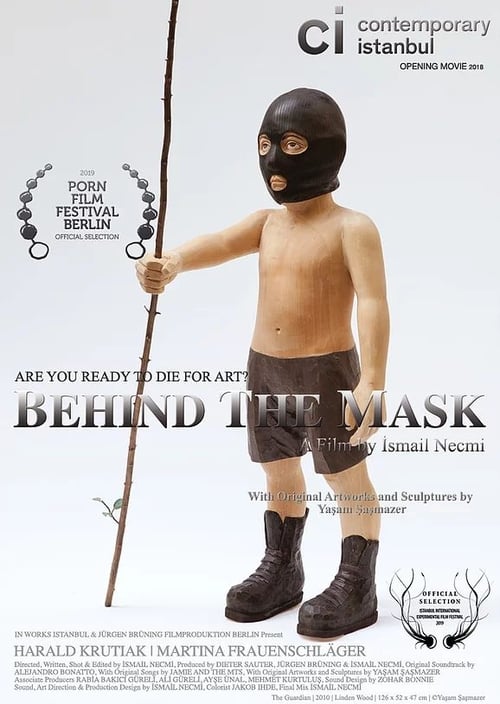 ci contemporary
istanbul
OPENING MOVIE 2018
2019
PORN
FILM
FESTIVAL
BERLIN
OFFICIAL SELECTION
ARE YOU READY TO DIE FOR ART?
BEHIND THE MASK
A Film by İsmail Necmi
With Original Artworks and Sculptures by
Yaşam Şaşmazer
OFFICIAL
SELECTION
ISTANBUL INTERNATIONAL
EXPERIMENTAL FILM FESTIVAL
2019
IN WORKS ISTANBUL & JÜRGEN BRÜNING FILMPRODUKTION BERLIN Present
HARALD KRUTIAK | MARTINA FRAUENSCHLÄGER
Directed, Written, Shot & Edited by İSMAİL NECMİ, Produced by DIETER SAUTER, JÜRGEN BRÜNING & İSMAİL NECMİ, Original Soundtrack by
ALEJANDRO BONATTO, With Original Songs by JAMIE AND THE MTS, With Original Artworks and Sculptures by YAŞAM ŞAŞMAZER
Associate Producers RABİA BAKICI GÜRELİ, ALİ GÜRELİ, AYŞE ÜNAL, MEHMET KURTULUŞ, Sound Design by ZOHAR BONNIE
Sound, Art Direction & Production Design by İSMAİL NECMİ, Colorist JAKOB IHDE, Final Mix İSMAİL NECMİ
The Guardian | 2010 | Linden Wood | 126 x 52 x 47 cm | ©Yaşam Şaşmazer